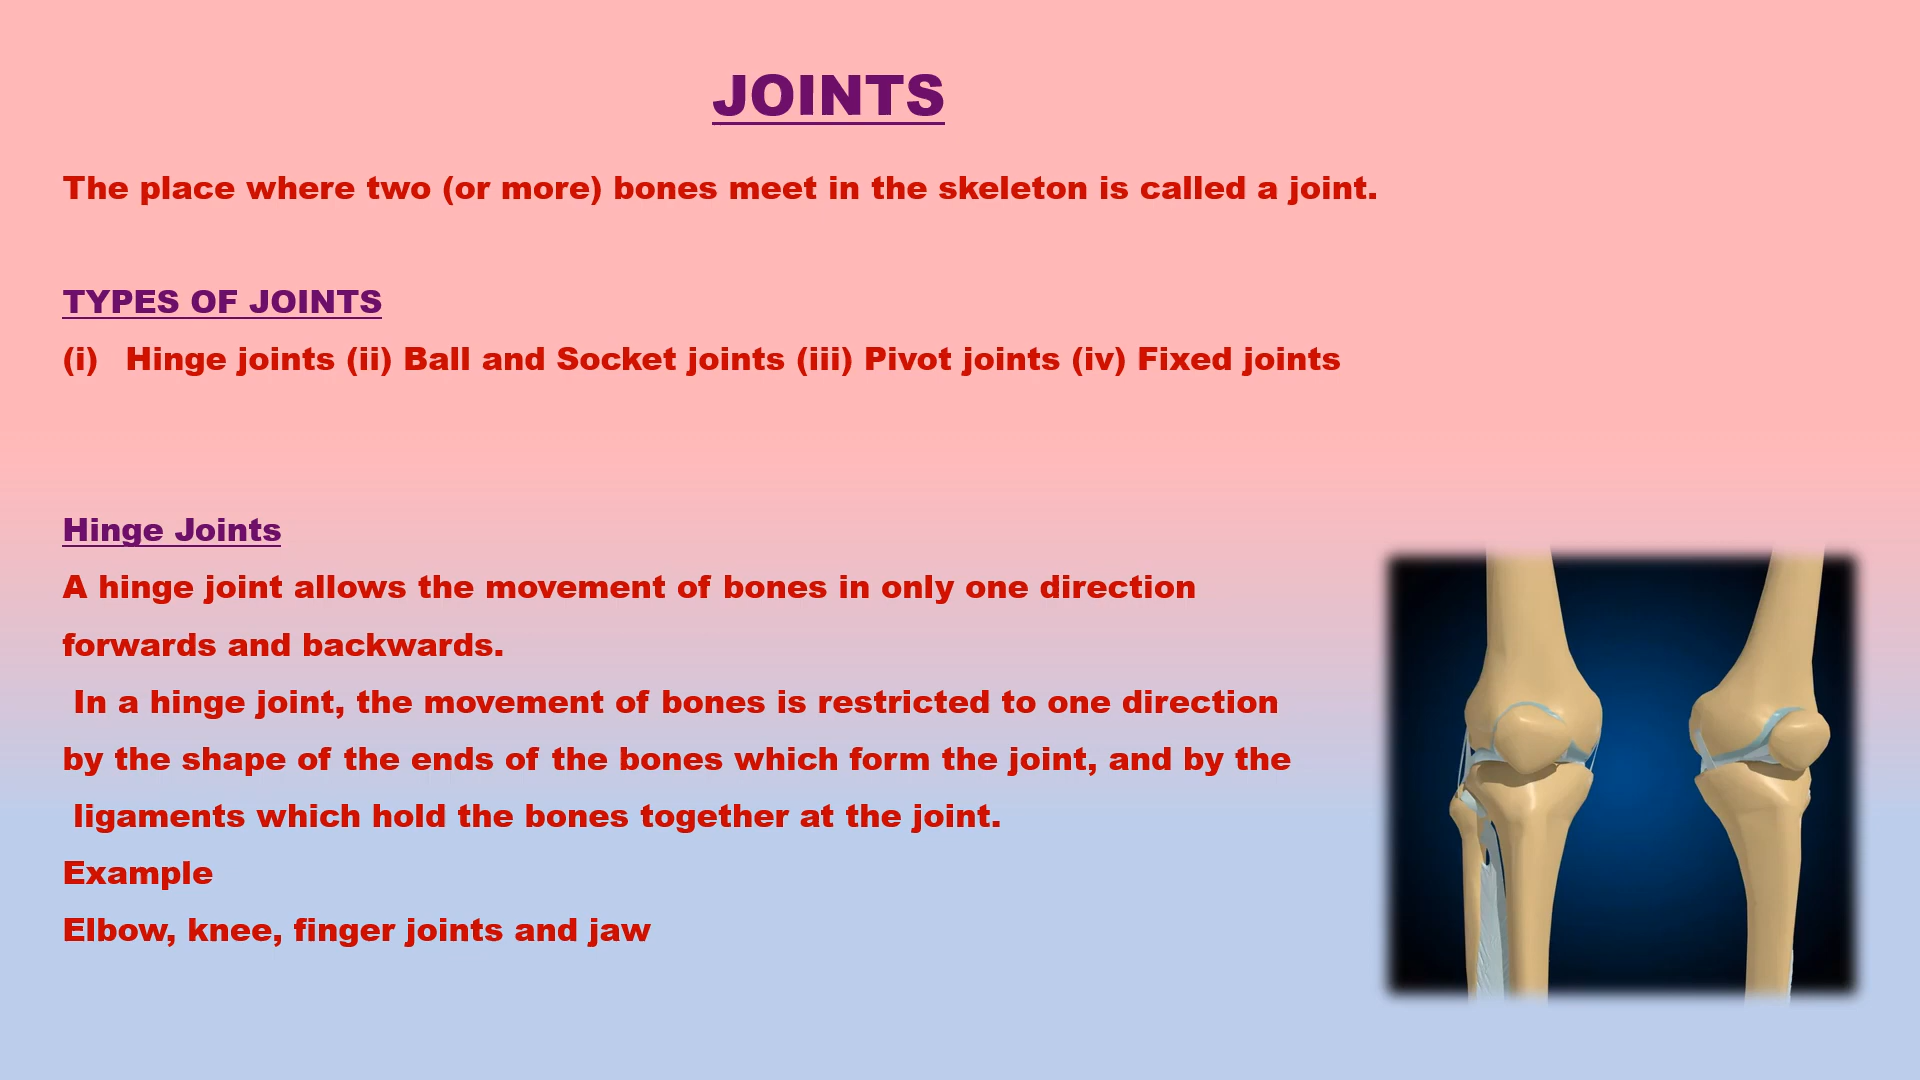 JOINTS
The place where two (or more) bones meet in the skeleton is called a joint.
TYPES OF JOINTS
(i) Hinge joints (ii) Ball and Socket joints (iii) Pivot joints (iv) Fixed joints
Hinge Joints
A hinge joint allows the movement of bones in only one direction
forwards and backwards.
In a hinge joint, the movement of bones is restricted to one direction
by the shape of the ends of the bones which form the joint, and by the
ligaments which hold the bones together at the joint.
Example
Elbow, knee, finger joints and jaw